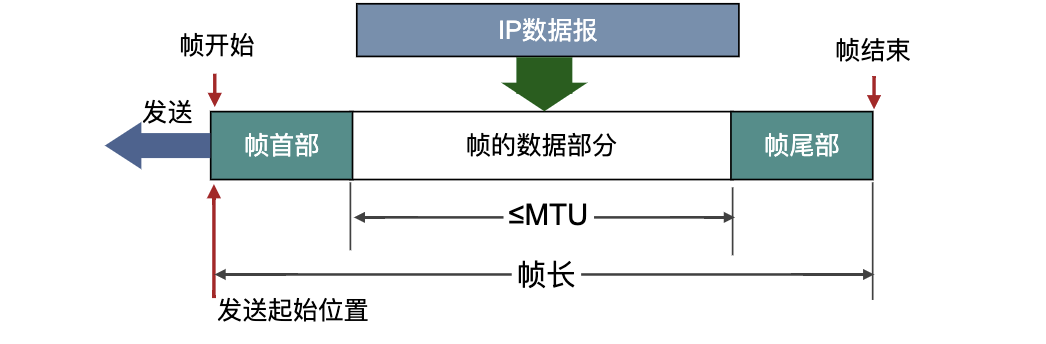 IP数据报
帧开始
帧结束
发送
帧首部
帧的数据部分
帧尾部
≤MTU
帧长
发送起始位置